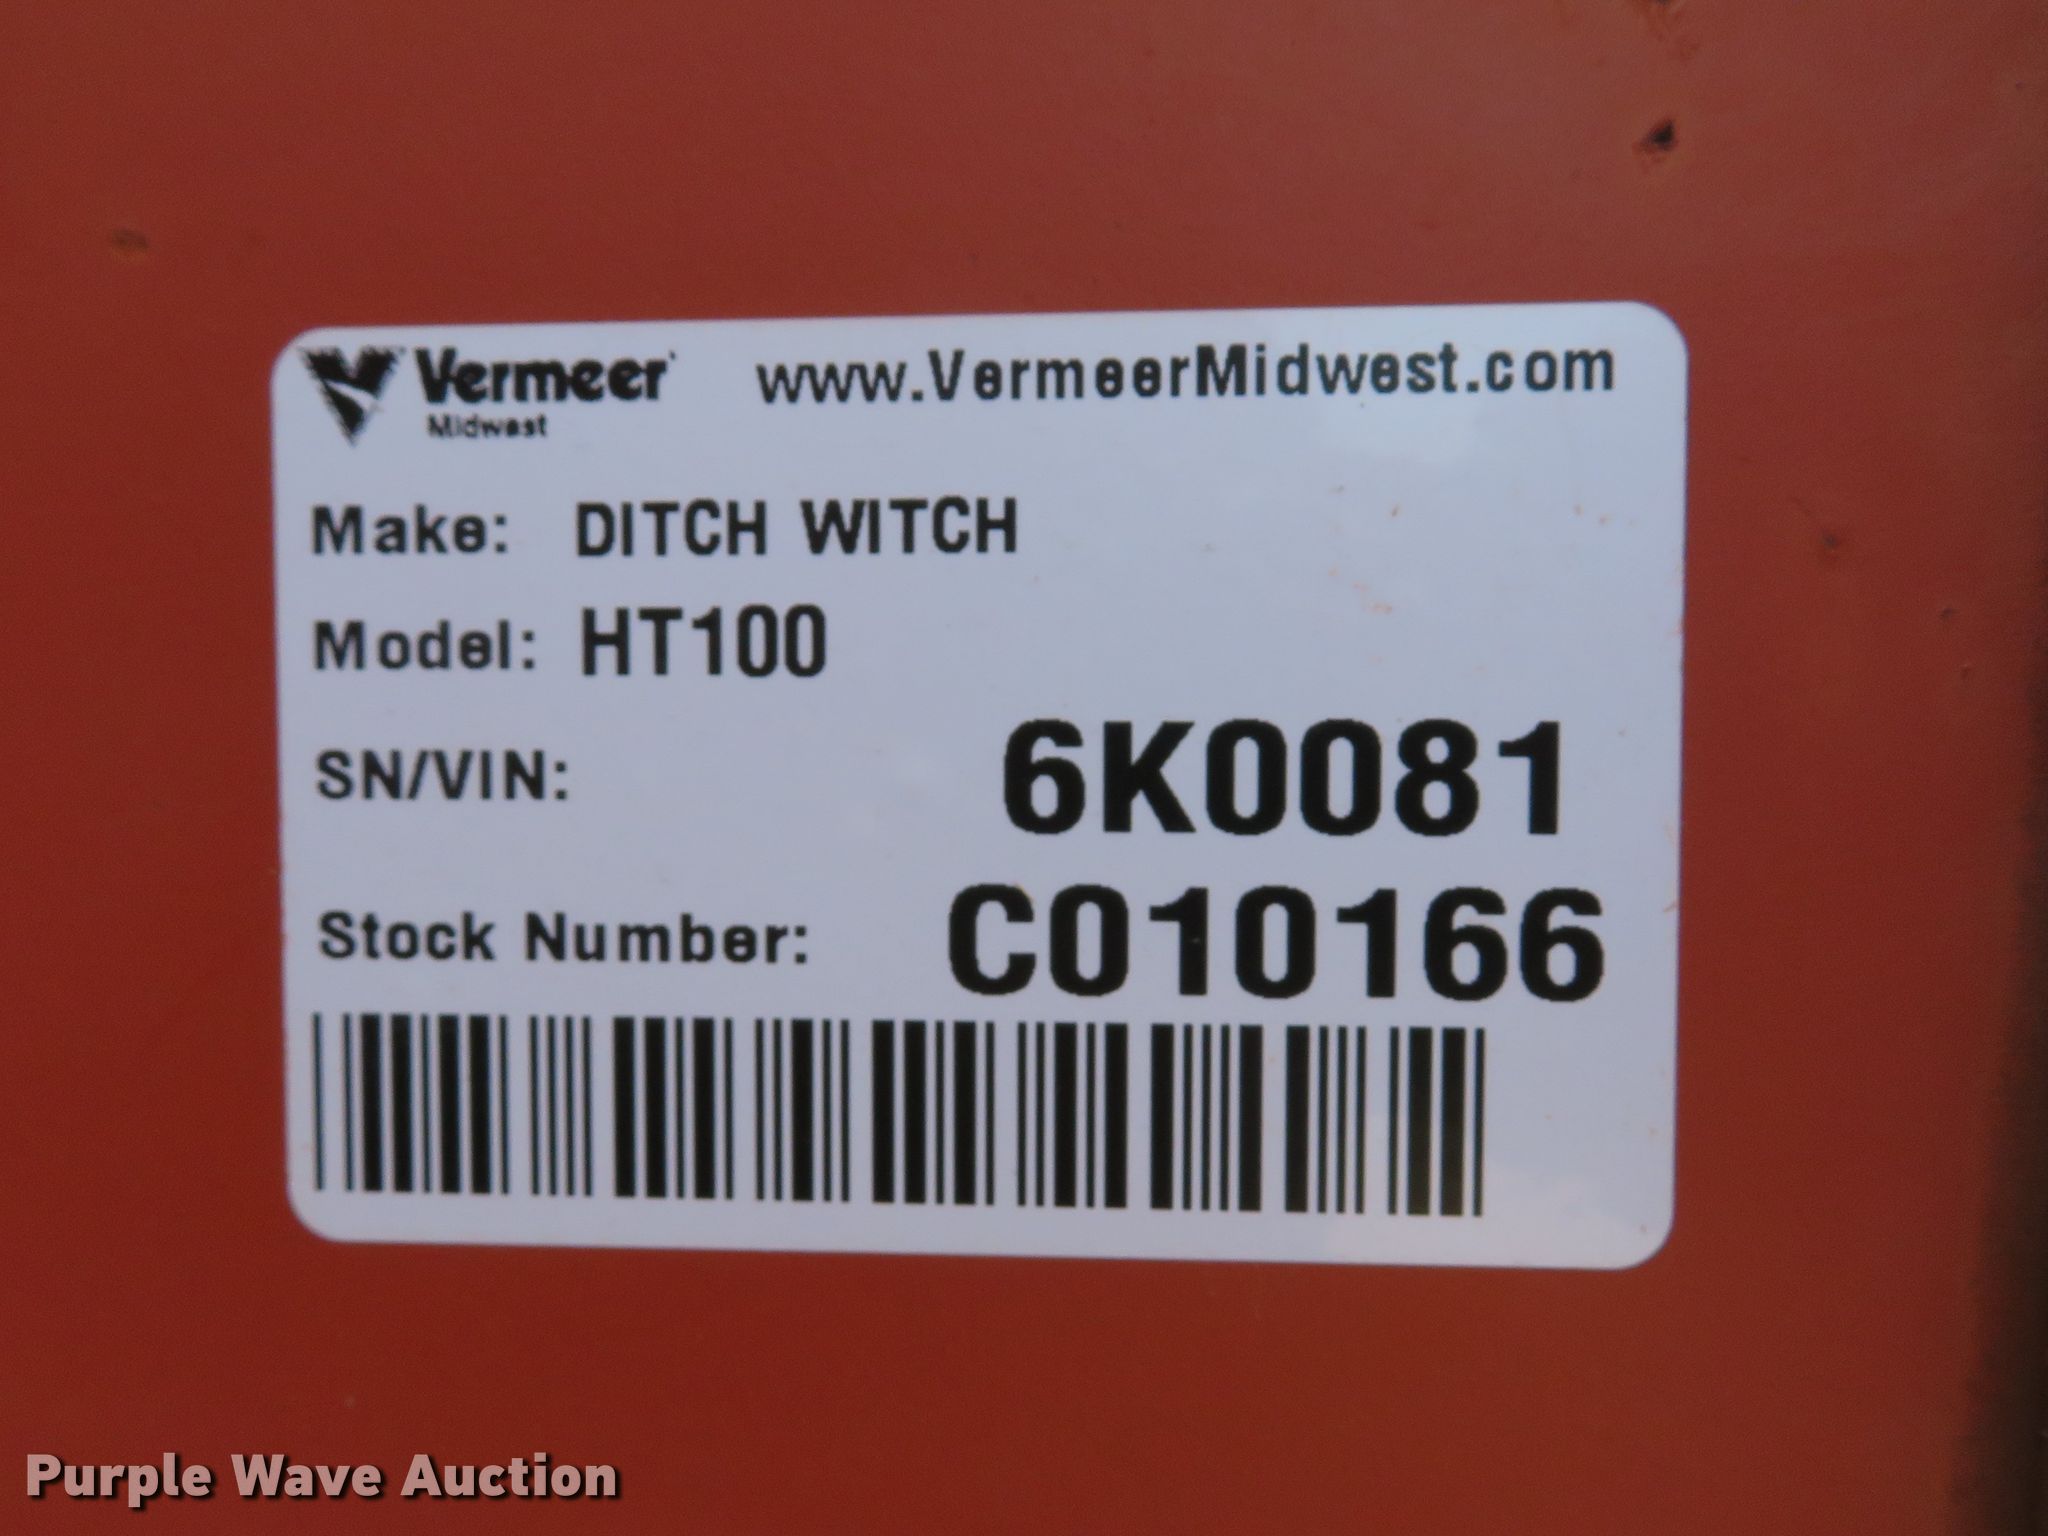 Vermeer www.VermeerMidwest.com
Midwest
Make: DITCH WITCH
Model: HT100
SN/VIN: 6K0081
Stock Number: C010166
Purple Wave Auction